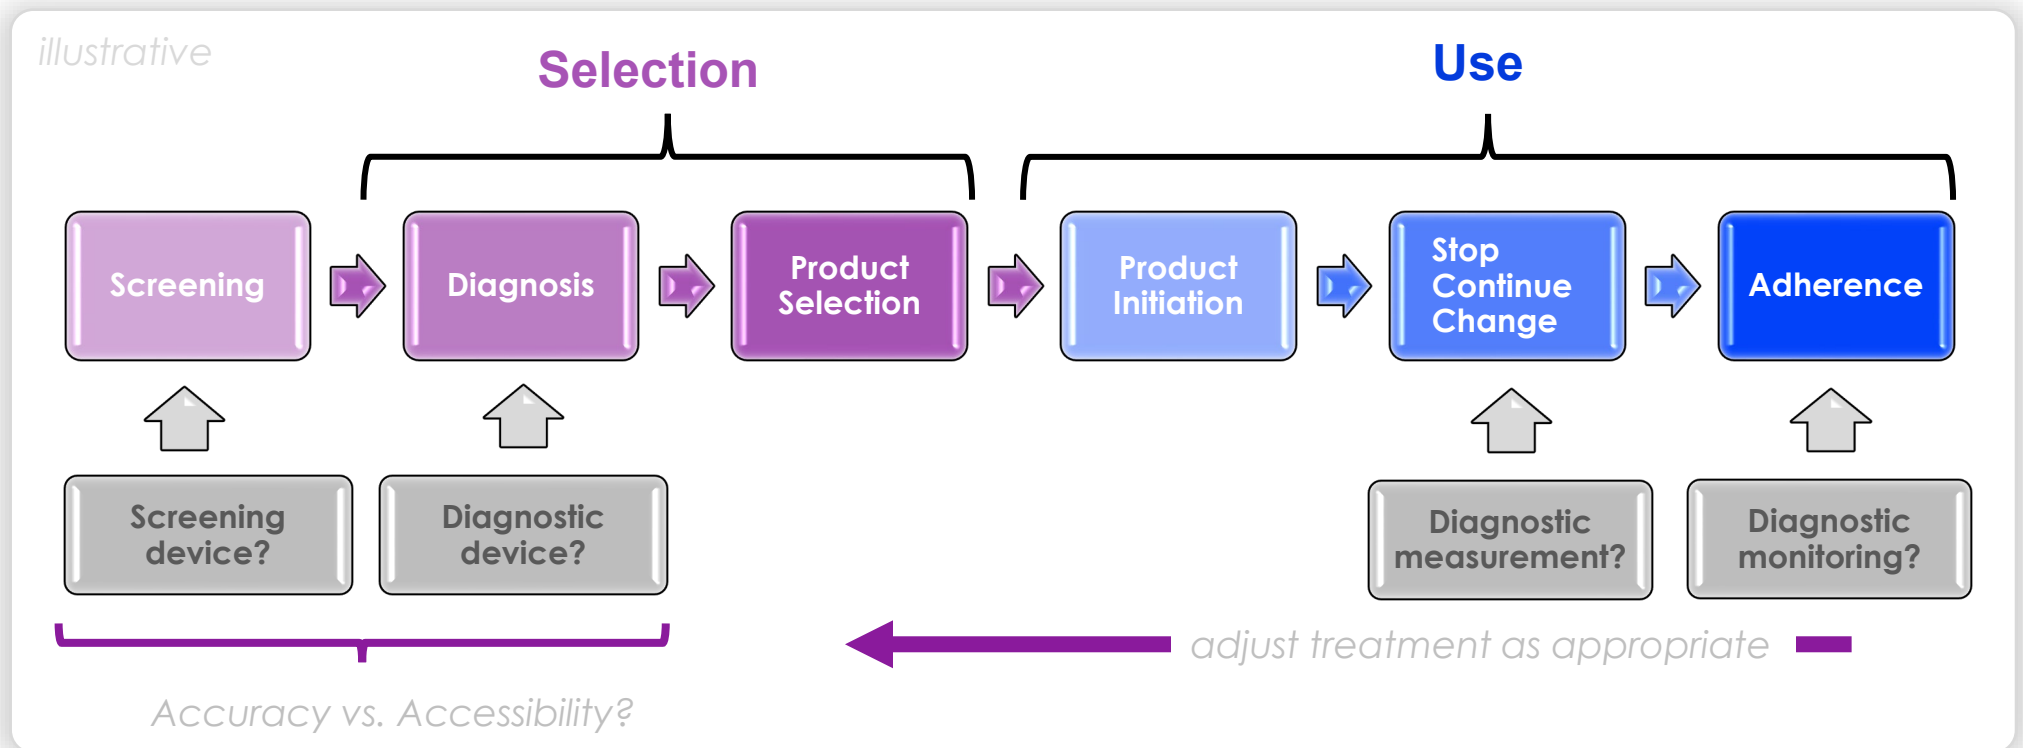 illustrative
Selection
Use
Screening
Diagnosis
Product
Selection
Product
Initiation
Stop
Continue
Change
Adherence
Screening
device?
Diagnostic
device?
Diagnostic
measurement?
Diagnostic
monitoring?
adjust treatment as appropriate
Accuracy vs. Accessibility?